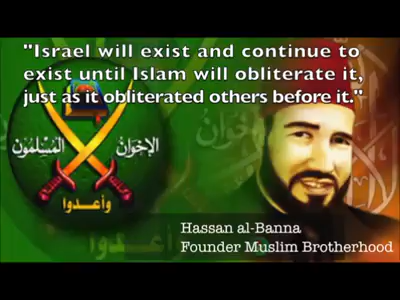 "Israel will exist and continue to
exist until Islam will obliterate it,
just as it obliterated others before it."
الإخوان المسلمون
وأعدوا
Hassan al-Banna
Founder Muslim Brotherhood